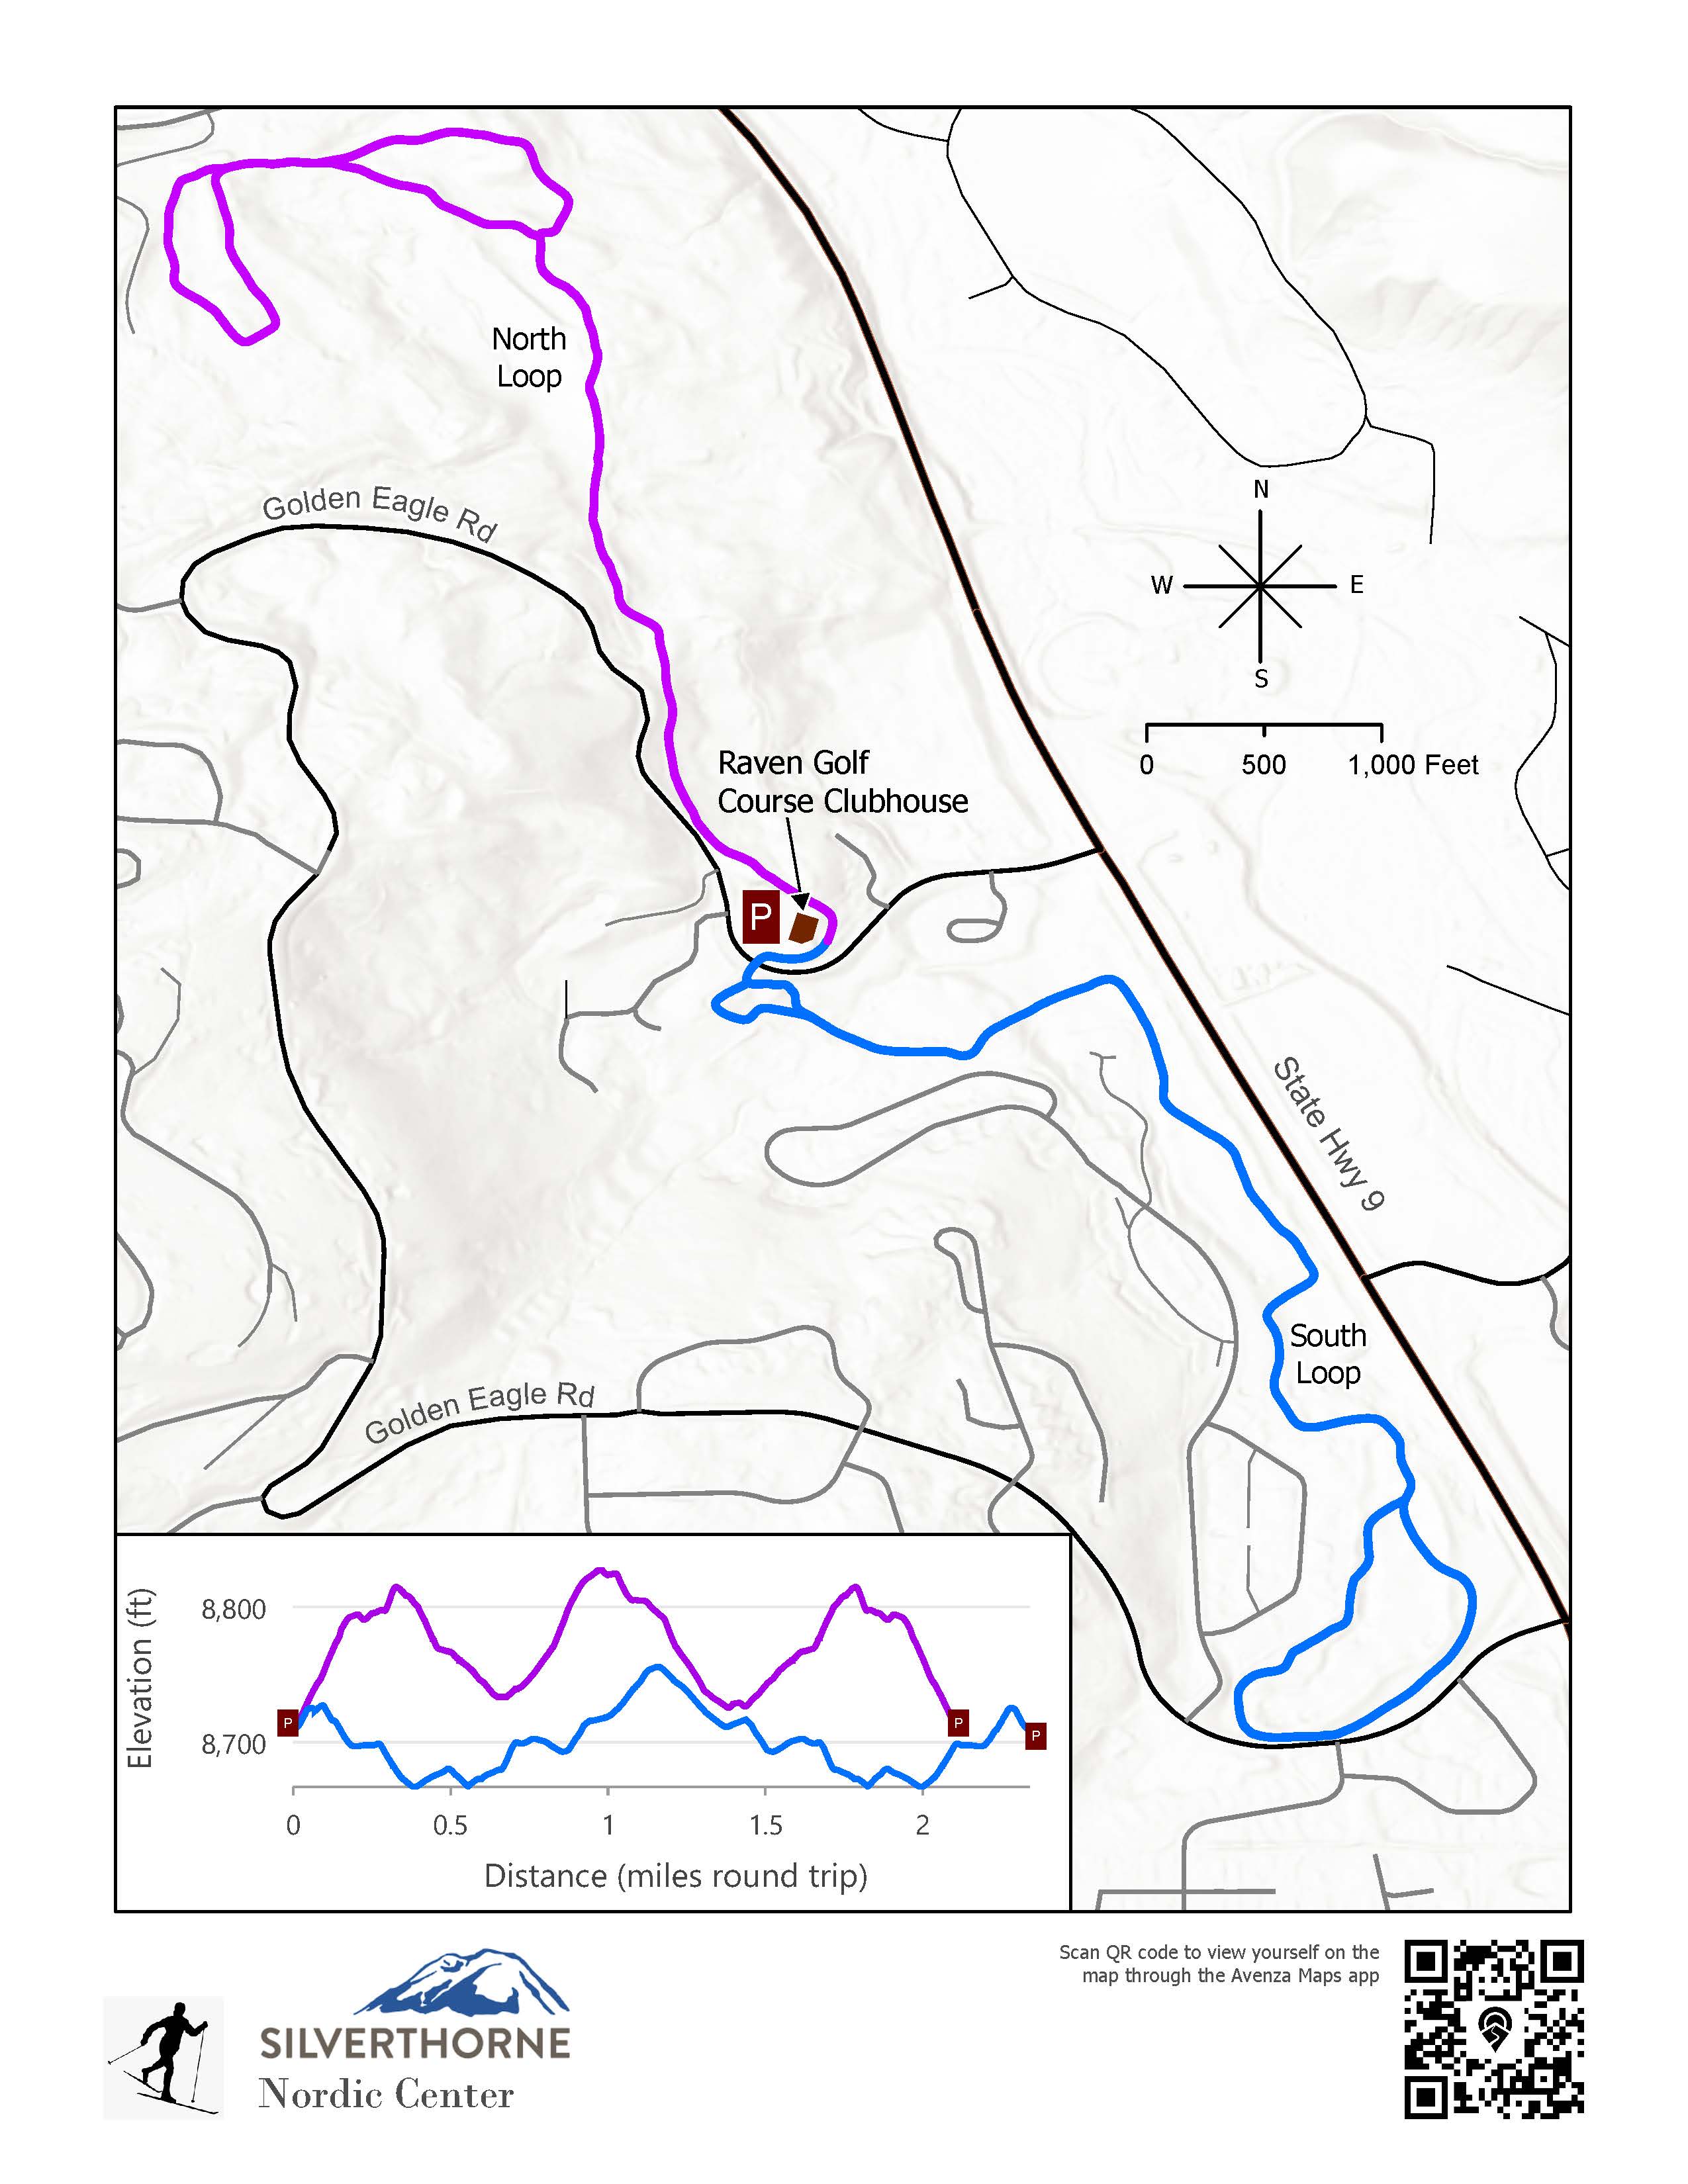 North
Loop
Golden Eagle Rd
N
W
E
S
0
500
1,000 Feet
Raven Golf
Course Clubhouse
P
State Hwy 9
South
Loop
Golden Eagle Rd
Elevation (ft)
8,800
8,700
P
P
P
0
0.5
1
1.5
2
Distance (miles round trip)
Scan QR code to view yourself on the
map through the Avenza Maps app
SILVERTHORNE
Nordic Center